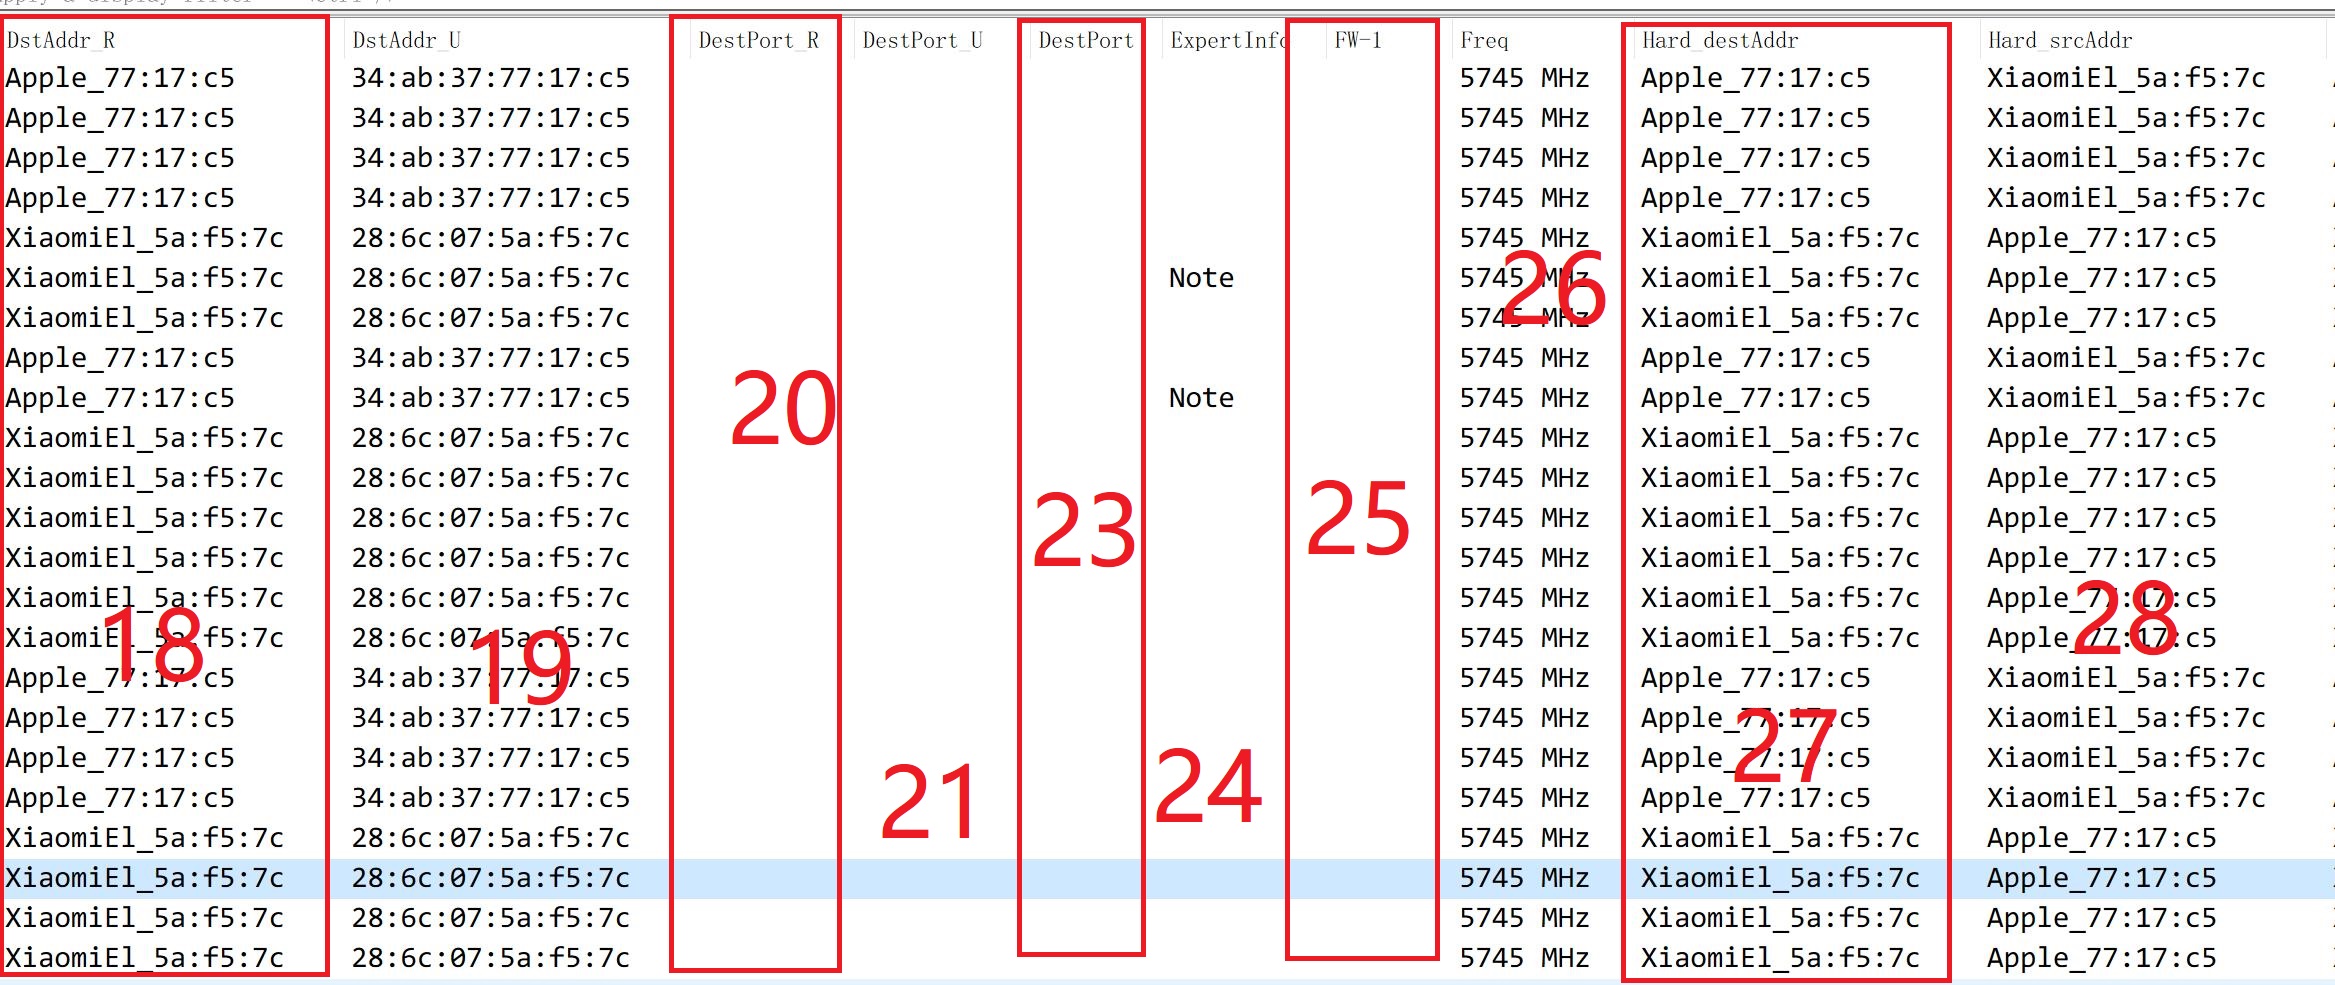 DstAddr_R DstAddr_U DestPort_R DestPort_U DestPort ExpertInfo FW-1 Freq Hard_destAddr Hard_srcAddr
Apple_77:17:c5 34:ab:37:77:17:c5 5745 MHz Apple_77:17:c5 XiaomiEl_5a:f5:7c
Apple_77:17:c5 34:ab:37:77:17:c5 5745 MHz Apple_77:17:c5 XiaomiEl_5a:f5:7c
Apple_77:17:c5 34:ab:37:77:17:c5 5745 MHz Apple_77:17:c5 XiaomiEl_5a:f5:7c
Apple_77:17:c5 34:ab:37:77:17:c5 5745 MHz Apple_77:17:c5 XiaomiEl_5a:f5:7c
XiaomiEl_5a:f5:7c 28:6c:07:5a:f5:7c 5745 MHz XiaomiEl_5a:f5:7c Apple_77:17:c5
XiaomiEl_5a:f5:7c 28:6c:07:5a:f5:7c Note 5745 MHz XiaomiEl_5a:f5:7c Apple_77:17:c5
XiaomiEl_5a:f5:7c 28:6c:07:5a:f5:7c 5745 MHz XiaomiEl_5a:f5:7c Apple_77:17:c5
Apple_77:17:c5 34:ab:37:77:17:c5 5745 MHz Apple_77:17:c5 XiaomiEl_5a:f5:7c
Apple_77:17:c5 34:ab:37:77:17:c5 Note 5745 MHz Apple_77:17:c5 XiaomiEl_5a:f5:7c
XiaomiEl_5a:f5:7c 28:6c:07:5a:f5:7c 5745 MHz XiaomiEl_5a:f5:7c Apple_77:17:c5
XiaomiEl_5a:f5:7c 28:6c:07:5a:f5:7c 5745 MHz XiaomiEl_5a:f5:7c Apple_77:17:c5
XiaomiEl_5a:f5:7c 28:6c:07:5a:f5:7c 5745 MHz XiaomiEl_5a:f5:7c Apple_77:17:c5
XiaomiEl_5a:f5:7c 28:6c:07:5a:f5:7c 5745 MHz XiaomiEl_5a:f5:7c Apple_77:17:c5
XiaomiEl_5a:f5:7c 28:6c:07:5a:f5:7c 5745 MHz XiaomiEl_5a:f5:7c Apple_77:17:c5
XiaomiEl_5a:f5:7c 28:6c:07:5a:f5:7c 5745 MHz XiaomiEl_5a:f5:7c Apple_77:17:c5
Apple_77:17:c5 34:ab:37:77:17:c5 5745 MHz Apple_77:17:c5 XiaomiEl_5a:f5:7c
Apple_77:17:c5 34:ab:37:77:17:c5 5745 MHz Apple_77:17:c5 XiaomiEl_5a:f5:7c
Apple_77:17:c5 34:ab:37:77:17:c5 5745 MHz Apple_77:17:c5 XiaomiEl_5a:f5:7c
Apple_77:17:c5 34:ab:37:77:17:c5 5745 MHz Apple_77:17:c5 XiaomiEl_5a:f5:7c
XiaomiEl_5a:f5:7c 28:6c:07:5a:f5:7c 5745 MHz XiaomiEl_5a:f5:7c Apple_77:17:c5
XiaomiEl_5a:f5:7c 28:6c:07:5a:f5:7c 5745 MHz XiaomiEl_5a:f5:7c Apple_77:17:c5
XiaomiEl_5a:f5:7c 28:6c:07:5a:f5:7c 5745 MHz XiaomiEl_5a:f5:7c Apple_77:17:c5
XiaomiEl_5a:f5:7c 28:6c:07:5a:f5:7c 5745 MHz XiaomiEl_5a:f5:7c Apple_77:17:c5
18
19
20
21
23
24
25
26
27
28